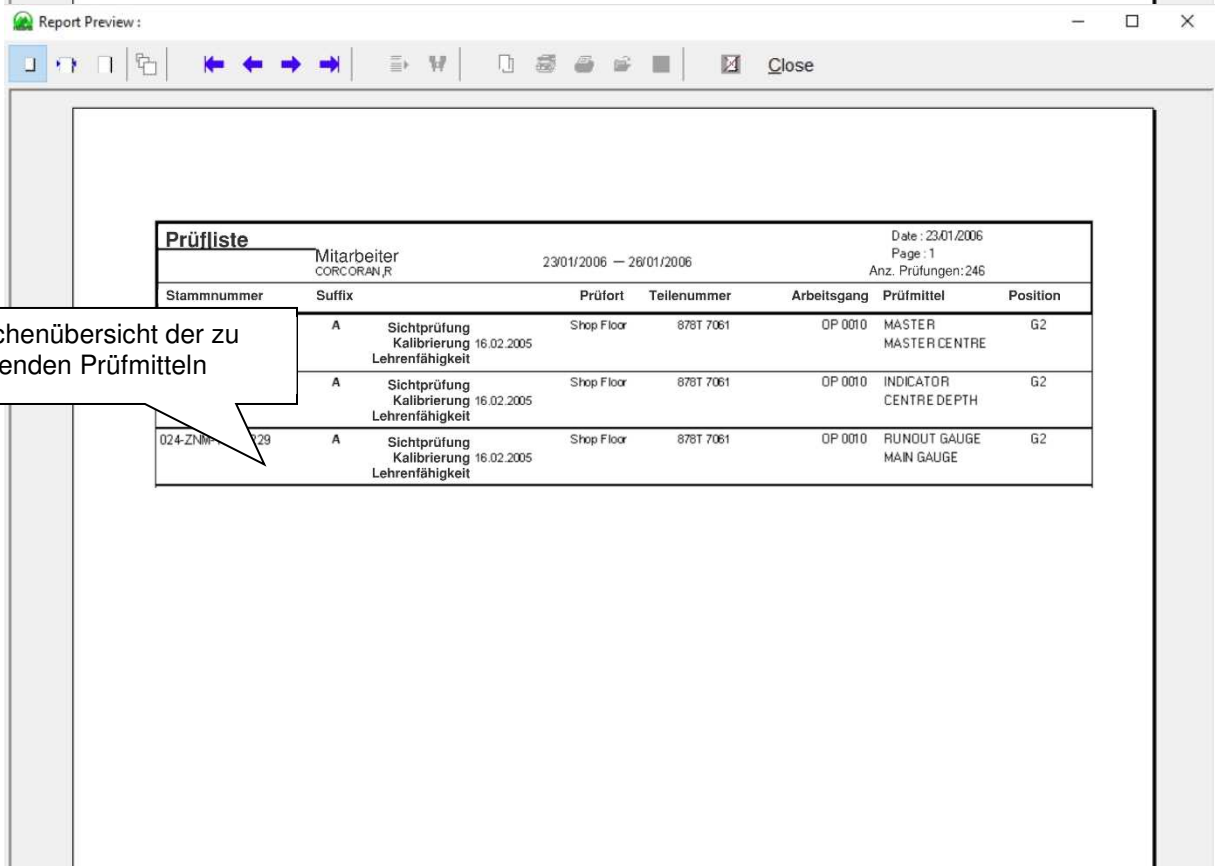 Report Preview :
Close
Prüfliste
Mitarbeiter
CORCORAN,R
23/01/2006 — 26/01/2006
Date : 23/01/2006
Page : 1
Anz. Prüfungen: 246
Stammnummer Suffix Prüfort Teilenummer Arbeitsgang Prüfmittel Position
chenübersicht der zu
enden Prüfmitteln
A Sichtprüfung Shop Floor 878T 7061 OP 0010 MASTER G2
Kalibrierung 16.02.2005 MASTER CENTRE
Lehrenfähigkeit
A Sichtprüfung Shop Floor 878T 7061 OP 0010 INDICATOR G2
Kalibrierung 16.02.2005 CENTRE DEPTH
Lehrenfähigkeit
024-ZNM- 229 A Sichtprüfung Shop Floor 878T 7061 OP 0010 RUNOUT GAUGE G2
Kalibrierung 16.02.2005 MAIN GAUGE
Lehrenfähigkeit